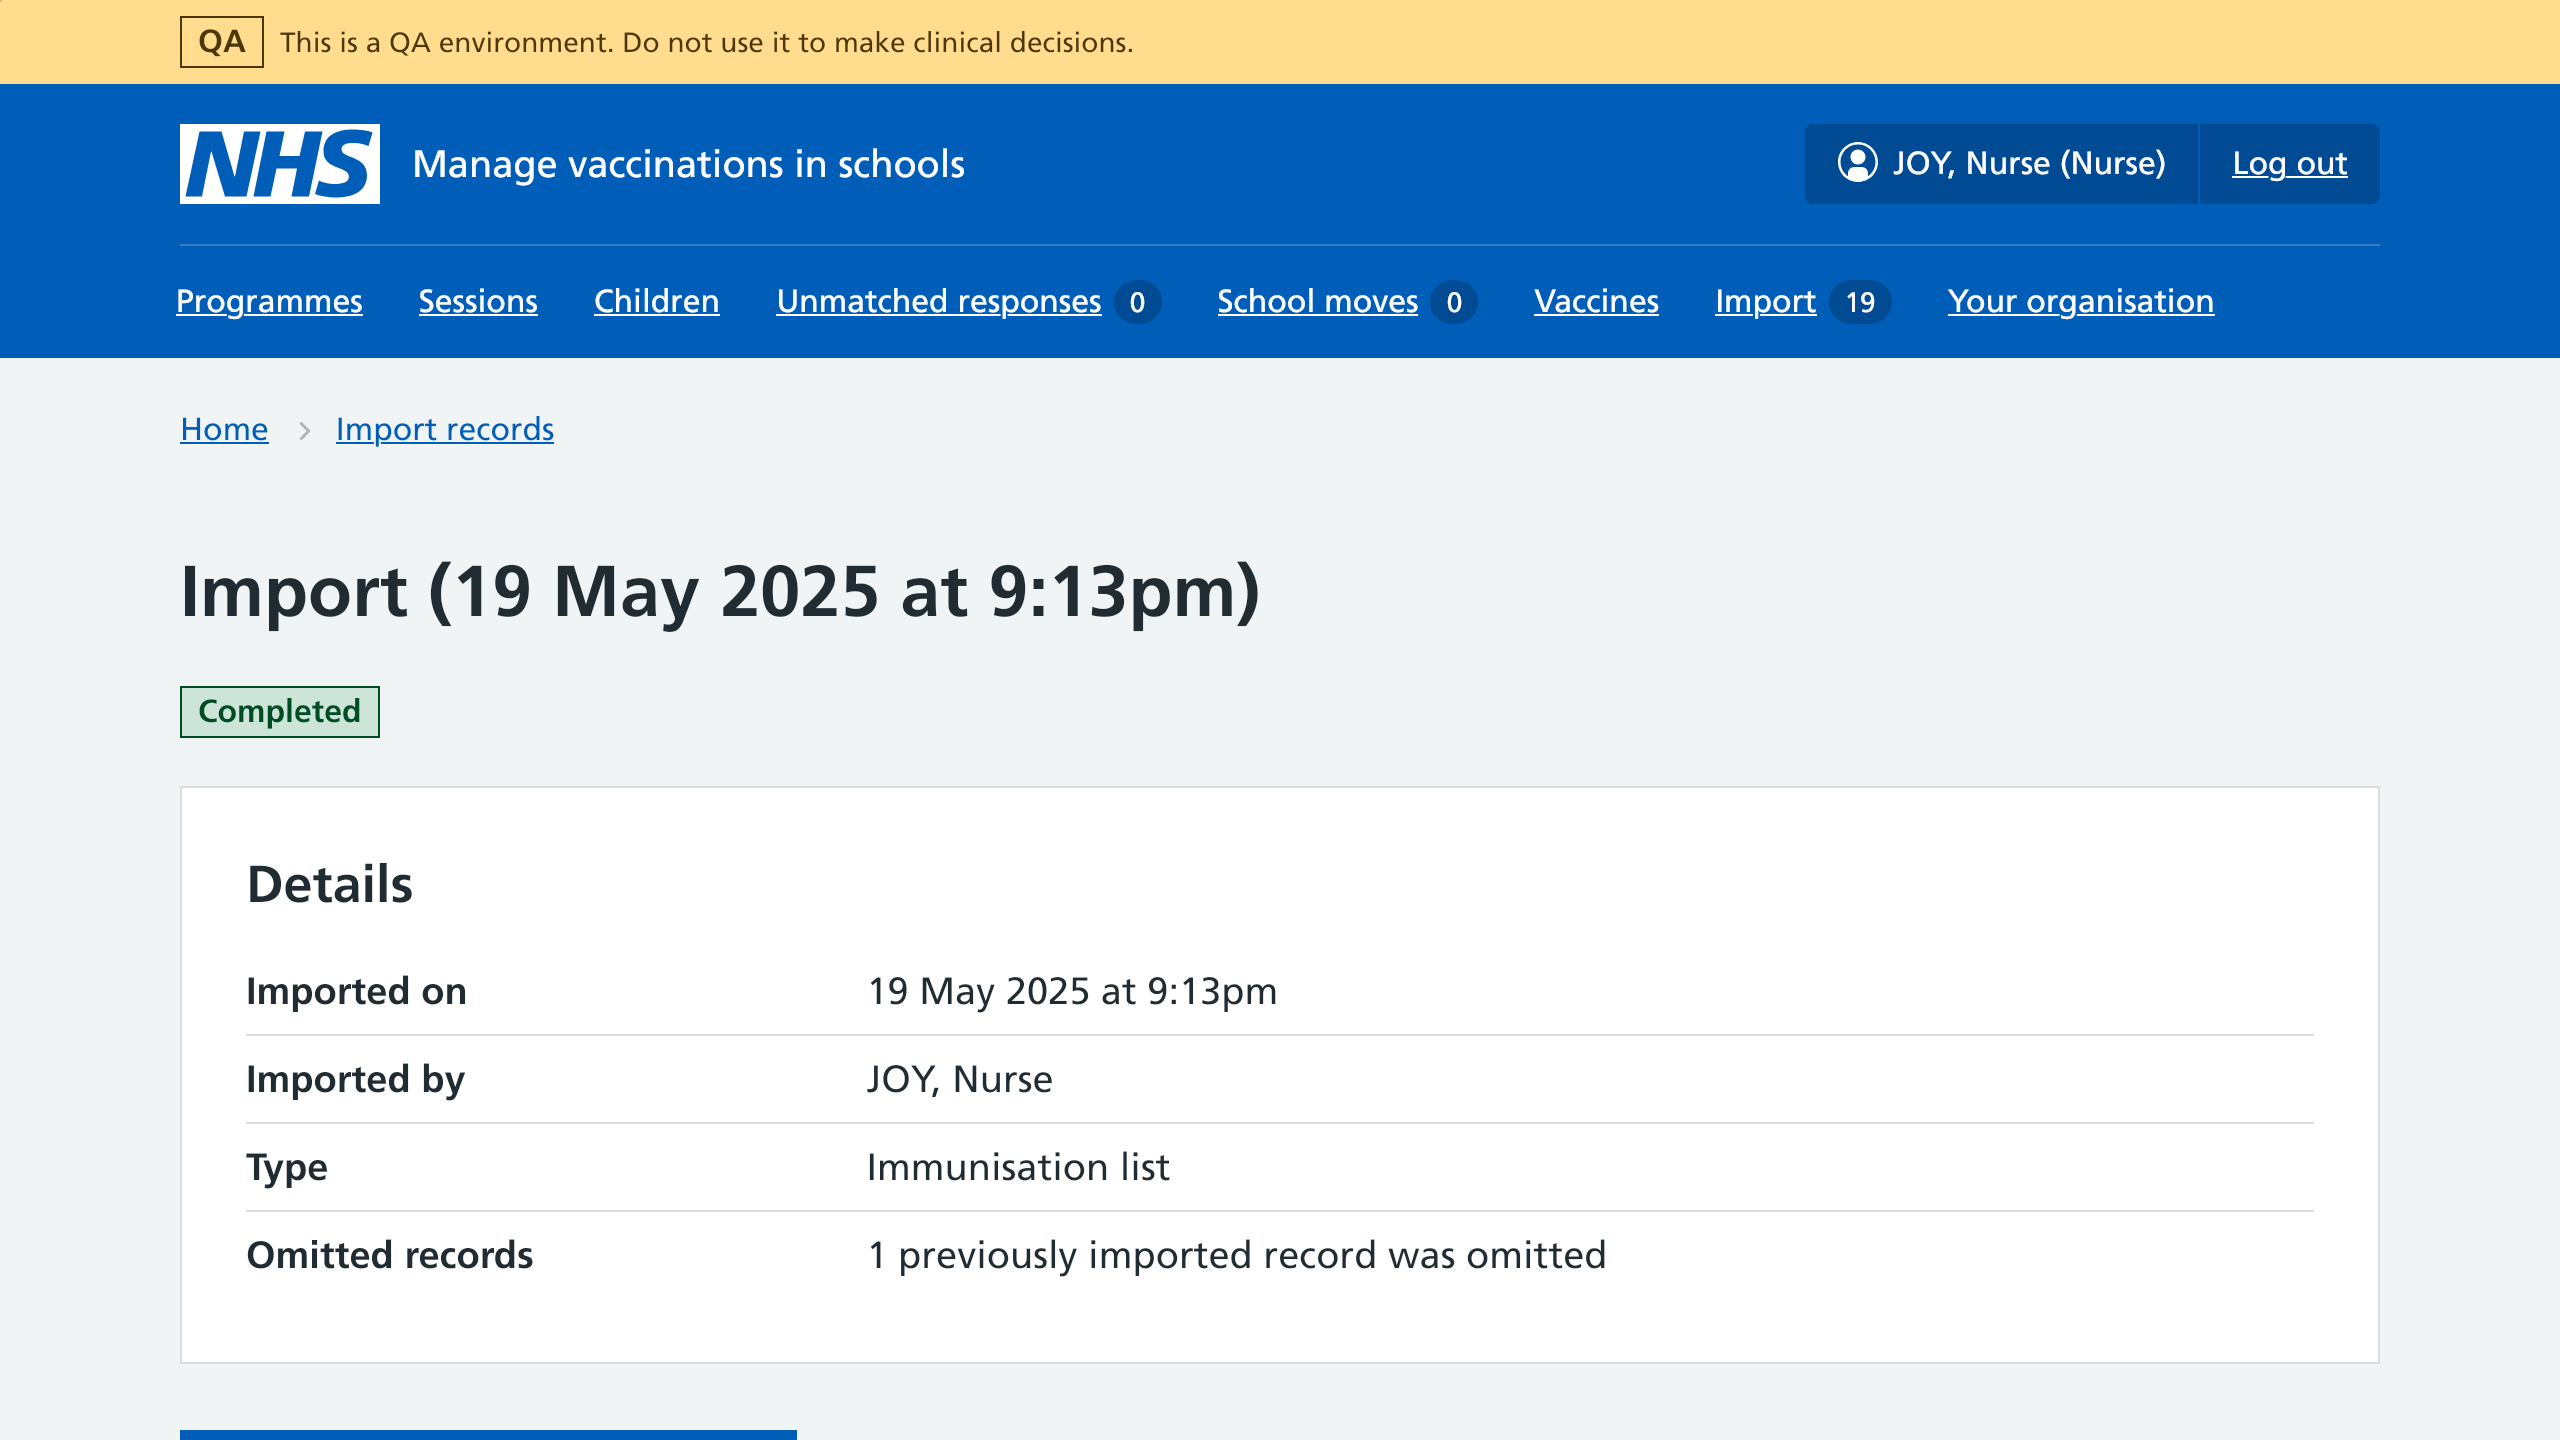 QA This is a QA environment. Do not use it to make clinical decisions.
NHS Manage vaccinations in schools JOY, Nurse (Nurse) Log out
Programmes Sessions Children Unmatched responses 0 School moves 0 Vaccines Import 19 Your organisation
Home Import records
Import (19 May 2025 at 9:13pm)
Completed
Details
Imported on 19 May 2025 at 9:13pm
Imported by JOY, Nurse
Type Immunisation list
Omitted records 1 previously imported record was omitted